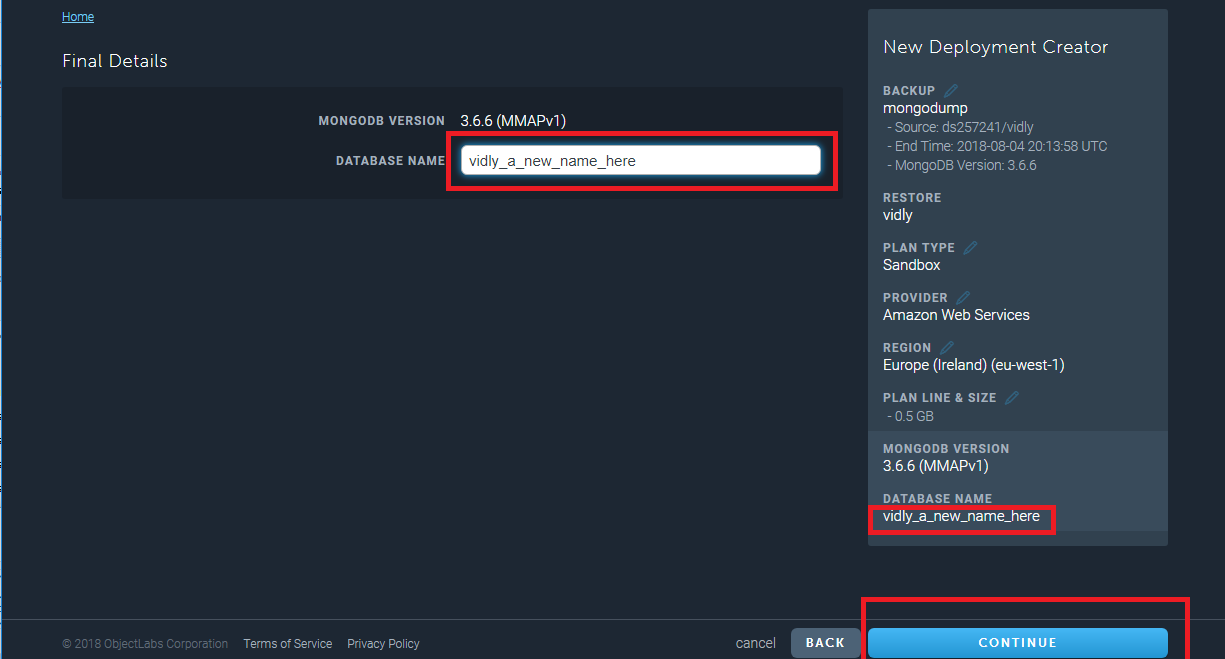 Home
Final Details
MONGODB VERSION 3.6.6 (MMAPv1)
DATABASE NAME vidly_a_new_name_here
New Deployment Creator
BACKUP
mongodump
- Source: ds257241/vidly
- End Time: 2018-08-04 20:13:58 UTC
- MongoDB Version: 3.6.6
RESTORE
vidly
PLAN TYPE
Sandbox
PROVIDER
Amazon Web Services
REGION
Europe (Ireland) (eu-west-1)
PLAN LINE & SIZE
- 0.5 GB
MONGODB VERSION
3.6.6 (MMAPv1)
DATABASE NAME
vidly_a_new_name_here
© 2018 ObjectLabs Corporation Terms of Service Privacy Policy cancel BACK CONTINUE